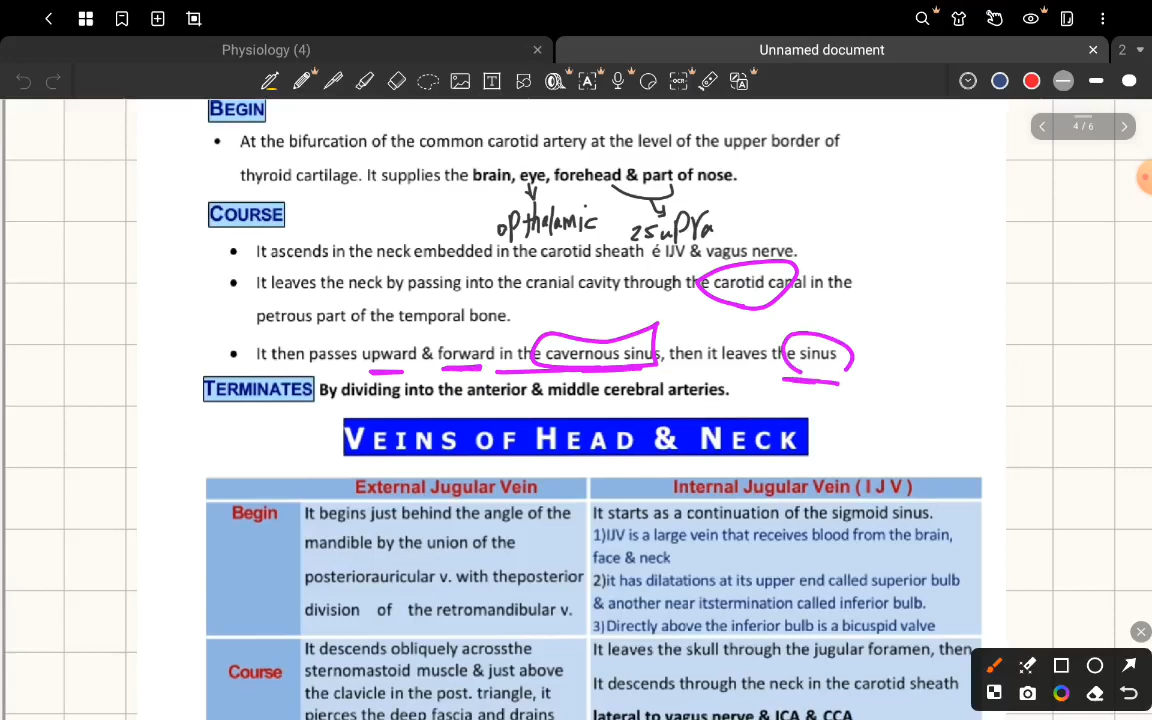 Physiology (4)
Unnamed document
2
4/6
BEGIN
• At the bifurcation of the common carotid artery at the level of the upper border of
thyroid cartilage. It supplies the brain, eye, forehead & part of nose.
opthalamic
2 supra
COURSE
• It ascends in the neck embedded in the carotid sheath é IJV & vagus nerve.
• It leaves the neck by passing into the cranial cavity through the carotid canal in the
petrous part of the temporal bone.
• It then passes upward & forward in the cavernous sinus, then it leaves the sinus
TERMINATES By dividing into the anterior & middle cerebral arteries.
VEINS OF HEAD & NECK
External Jugular Vein
Internal Jugular Vein ( I J V )
Begin
It begins just behind the angle of the
mandible by the union of the
posteriorauricular v. with theposterior
division of the retromandibular v.
It starts as a continuation of the sigmoid sinus.
1)IJV is a large vein that receives blood from the brain,
face & neck
2)it has dilatations at its upper end called superior bulb
& another near itstermination called inferior bulb.
3)Directly above the inferior bulb is a bicuspid valve
Course
It descends obliquely acrossthe
sternomastoid muscle & just above
the clavicle in the post. triangle, it
pierces the deep fascia and drains
It leaves the skull through the jugular foramen, then
It descends through the neck in the carotid sheath
lateral to vagus nerve & ICA & CCA